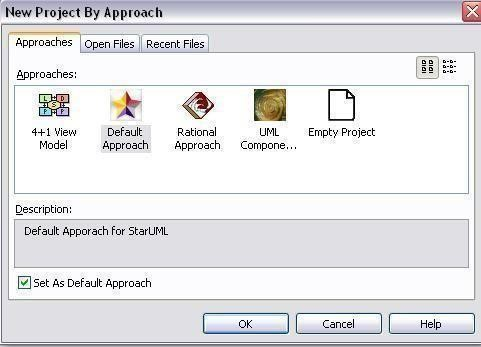 New Project By Approach
Approaches Open Files Recent Files
Approaches:
L D
S
P P
4+1 View Model
Default Approach
Rational Approach
UML Compone...
Empty Project
Description:
Default Apporach for StarUML
Set As Default Approach
OK Cancel Help